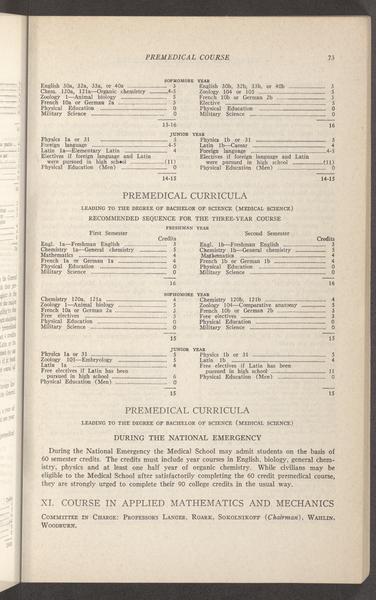 PREMEDICAL COURSE 73
SOPHOMORE YEAR
English 30a, 32a, 33a, or 40a 3
Chem. 120a, 121a—Organic chemistry 4-5
Zoology 1—Animal biology 5
French 10a or German 2a 3
Physical Education 0
Military Science 0
15-16
English 30b, 32b, 33b, or 40b 3
Zoology 104 or 105 5
French 10b or German 2b 3
Elective 5
Physical Education 0
Military Science 0
16
JUNIOR YEAR
Physics 1a or 31 5
Foreign language 4-5
Latin 1a—Elementary Latin 4
Electives if foreign language and Latin
were pursued in high school (11)
Physical Education (Men) 0
14-15
Physics 1b or 31 5
Latin 1b—Caesar 4
Foreign language 4-5
Electives if foreign language and Latin
were pursued in high school (11)
Physical Education (Men) 0
14-15
PREMEDICAL CURRICULA
LEADING TO THE DEGREE OF BACHELOR OF SCIENCE (MEDICAL SCIENCE)
RECOMMENDED SEQUENCE FOR THE THREE-YEAR COURSE
FRESHMAN YEAR
First Semester
Credits
Engl. 1a—Freshman English 3
Chemistry 1a—General chemistry 5
Mathematics 4
French 1a or German 1a 4
Physical Education 0
Military Science 0
16
Second Semester
Credits
Engl. 1b—Freshman English 3
Chemistry 1b—General chemistry 5
Mathematics 4
French 1b or German 1b 4
Physical Education 0
Military Science 0
16
SOPHOMORE YEAR
Chemistry 120a, 121a 4
Zoology 1—Animal biology 5
French 10a or German 2a 3
Free electives 3
Physical Education 0
Military Science 0
15
Chemistry 120b, 121b 4
Zoology 104—Comparative anatomy 5
French 10b or German 2b 3
Free electives 3
Physical Education 0
Military Science 0
15
JUNIOR YEAR
Physics 1a or 31 5
Zoology 105—Embryology 5
Latin 1a 4
Free electives if Latin has been
pursued in high school 6
Physical Education (Men) 0
15
Physics 1b or 31 5
Latin 1b 4
Free electives if Latin has been
pursued in high school 11
Physical Education (Men) 0
15
PREMEDICAL CURRICULA
LEADING TO THE DEGREE OF BACHELOR OF SCIENCE (MEDICAL SCIENCE)
DURING THE NATIONAL EMERGENCY
During the National Emergency the Medical School may admit students on the basis of
60 semester credits. The credits must include year courses in English, biology, general chem-
istry, physics and at least one half year of organic chemistry. While civilians may be
eligible to the Medical School after satisfactorily completing the 60 credit premedical course,
they are strongly urged to complete their 90 college credits in the usual way.
XI. COURSE IN APPLIED MATHEMATICS AND MECHANICS
COMMITTEE IN CHARGE: PROFESSORS LANGER, ROARK, SOKOLNIKOFF (Chairman), WAHLIN,
WOODBURN.